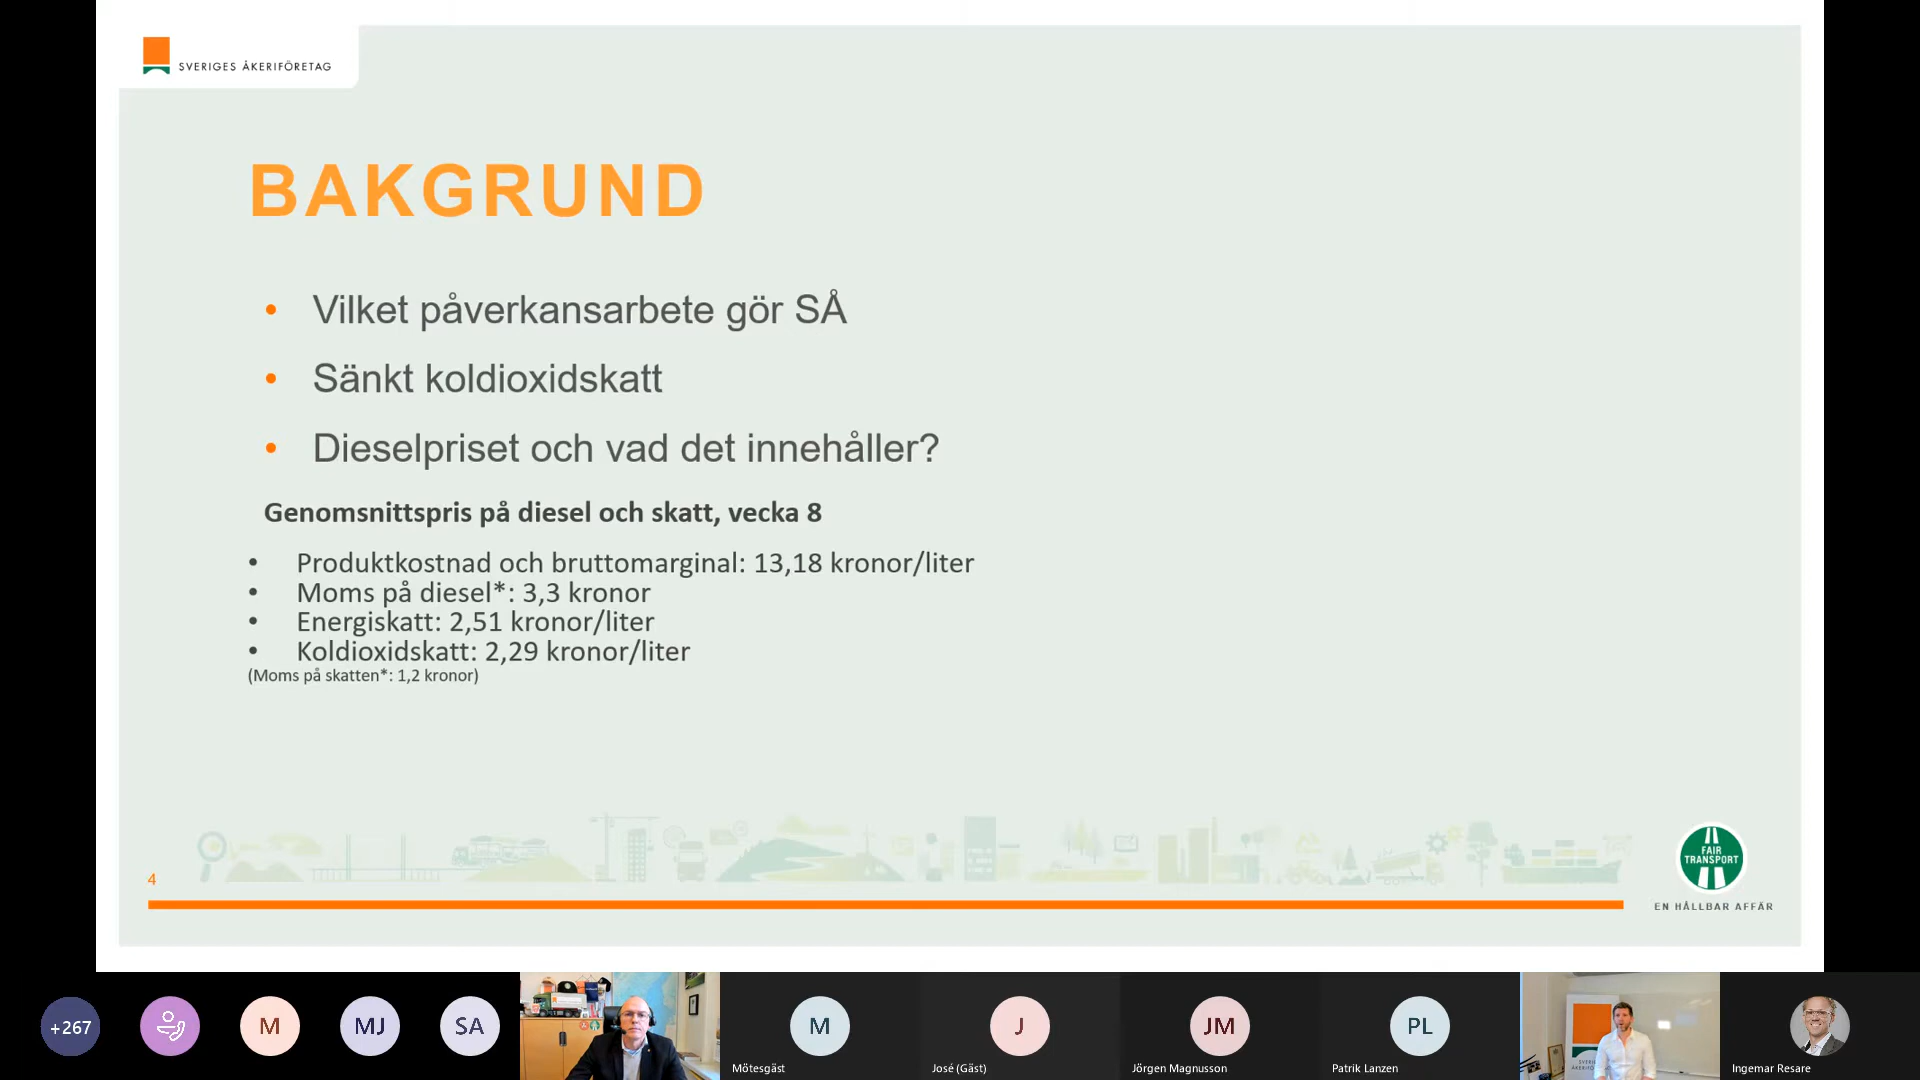 SVERIGES ÅKERIFÖRETAG
BAKGRUND
• Vilket påverkansarbete gör SÅ
• Sänkt koldioxidskatt
• Dieselpriset och vad det innehåller?
Genomsnittspris på diesel och skatt, vecka 8
• Produktkostnad och bruttomarginal: 13,18 kronor/liter
• Moms på diesel*: 3,3 kronor
• Energiskatt: 2,51 kronor/liter
• Koldioxidskatt: 2,29 kronor/liter
(Moms på skatten*: 1,2 kronor)
4
FAIR
TRANSPORT
EN HÅLLBAR AFFÄR
+267
M
MJ
SA
M
J
JM
PL
Mötesgäst
José (Gäst)
Jörgen Magnusson
Patrik Lanzen
Ingemar Resare